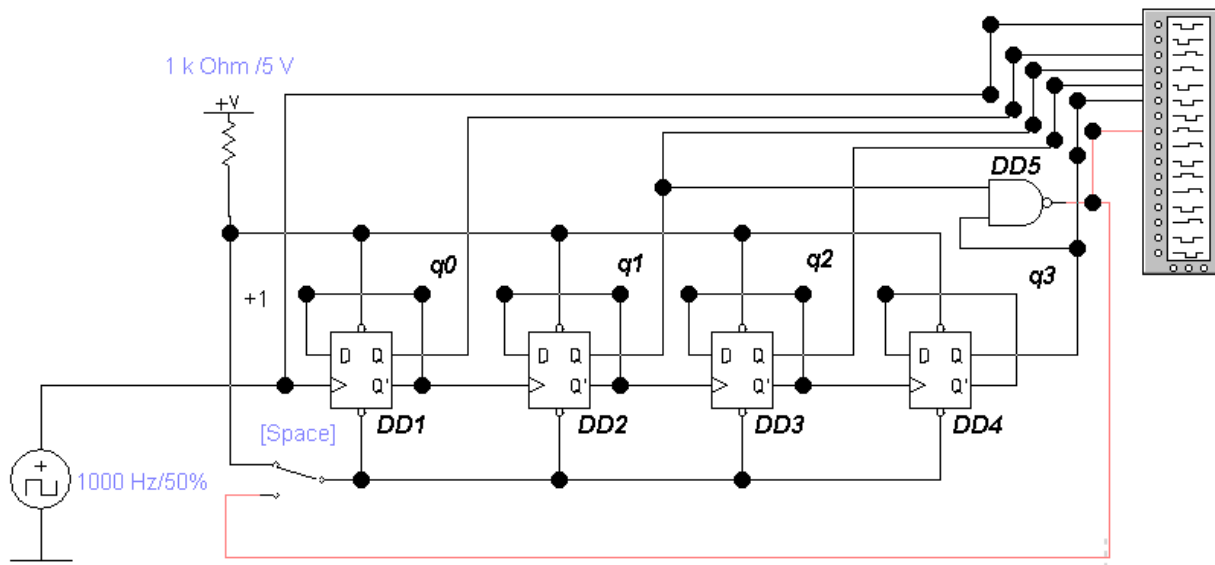 1 k Ohm /5 V
+V
DD5
q0
q1
q2
q3
+1
D Q
Q'
D Q
Q'
D Q
Q'
D Q
Q'
DD1
DD2
DD3
DD4
[Space]
1000 Hz/50%